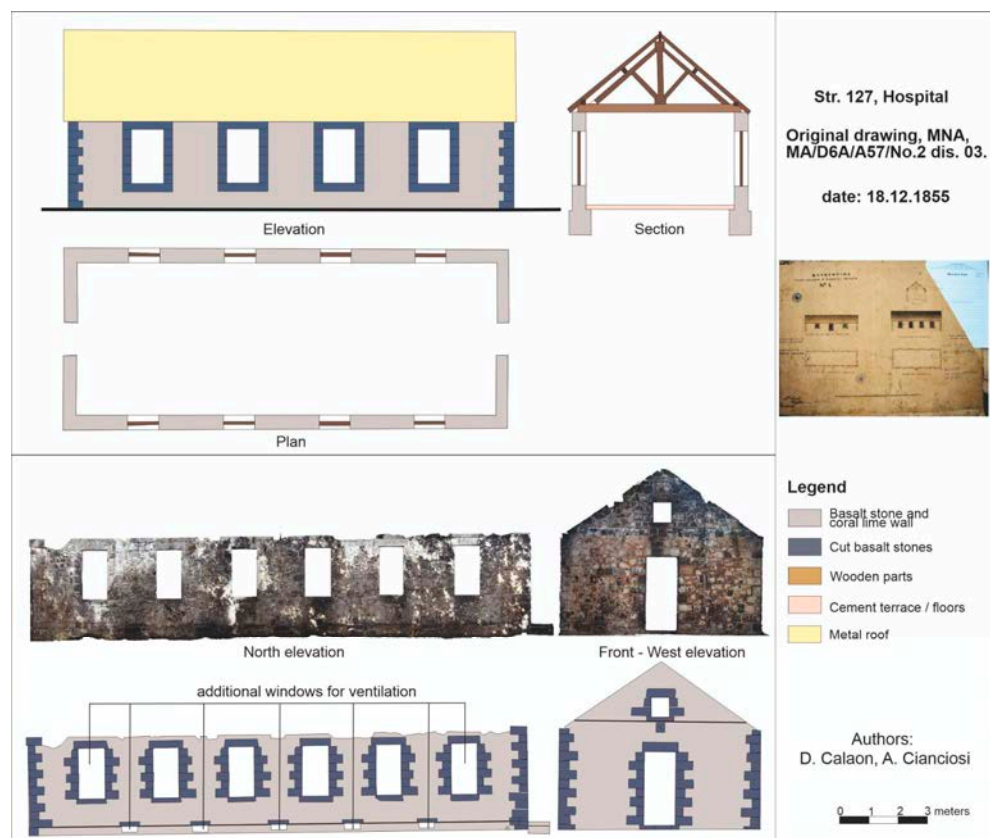 Elevation
Section
Plan
Str. 127, Hospital
Original drawing, MNA,
MA/D6A/A57/No.2 dis. 03.
date: 18.12.1855
North elevation
Front - West elevation
additional windows for ventilation
Legend
Basalt stone and
coral lime wall
Cut basalt stones
Wooden parts
Cement terrace / floors
Metal roof
Authors:
D. Calaon, A. Cianciosi
0 1 2 3 meters